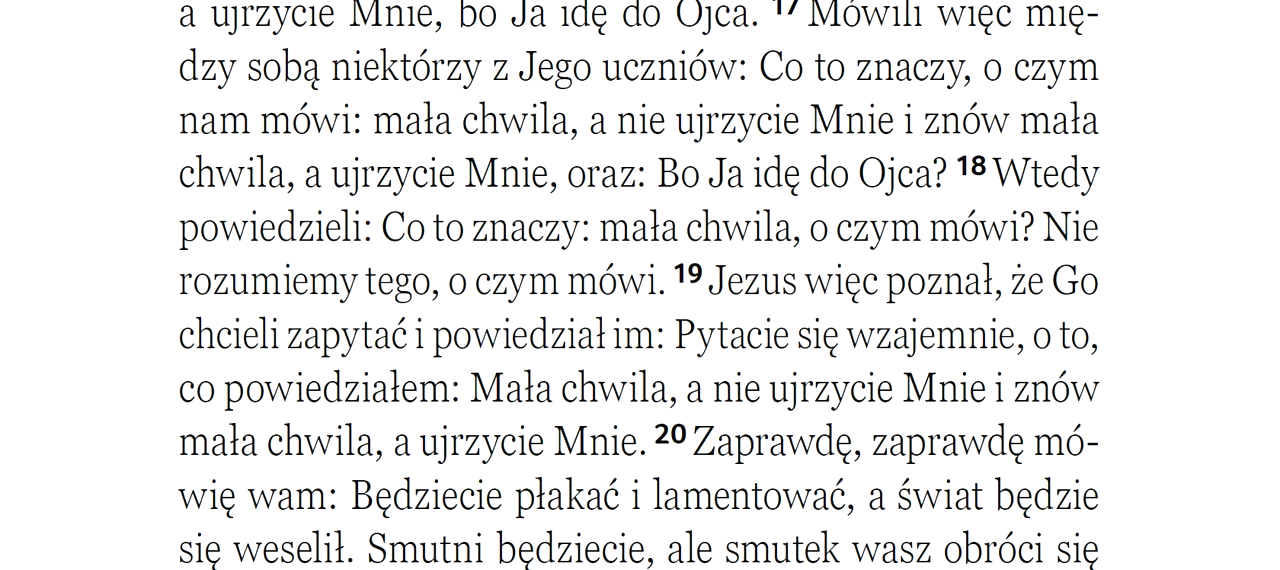 a ujrzycie Mnie, bo Ja idę do Ojca. 17 Mówili więc mię-
dzy sobą niektórzy z Jego uczniów: Co to znaczy, o czym
nam mówi: mała chwila, a nie ujrzycie Mnie i znów mała
chwila, a ujrzycie Mnie, oraz: Bo Ja idę do Ojca? 18 Wtedy
powiedzieli: Co to znaczy: mała chwila, o czym mówi? Nie
rozumiemy tego, o czym mówi. 19 Jezus więc poznał, że Go
chcieli zapytać i powiedział im: Pytacie się wzajemnie, o to,
co powiedziałem: Mała chwila, a nie ujrzycie Mnie i znów
mała chwila, a ujrzycie Mnie. 20 Zaprawdę, zaprawdę mó-
wię wam: Będziecie płakać i lamentować, a świat będzie
się weselił. Smutni będziecie, ale smutek wasz obróci się